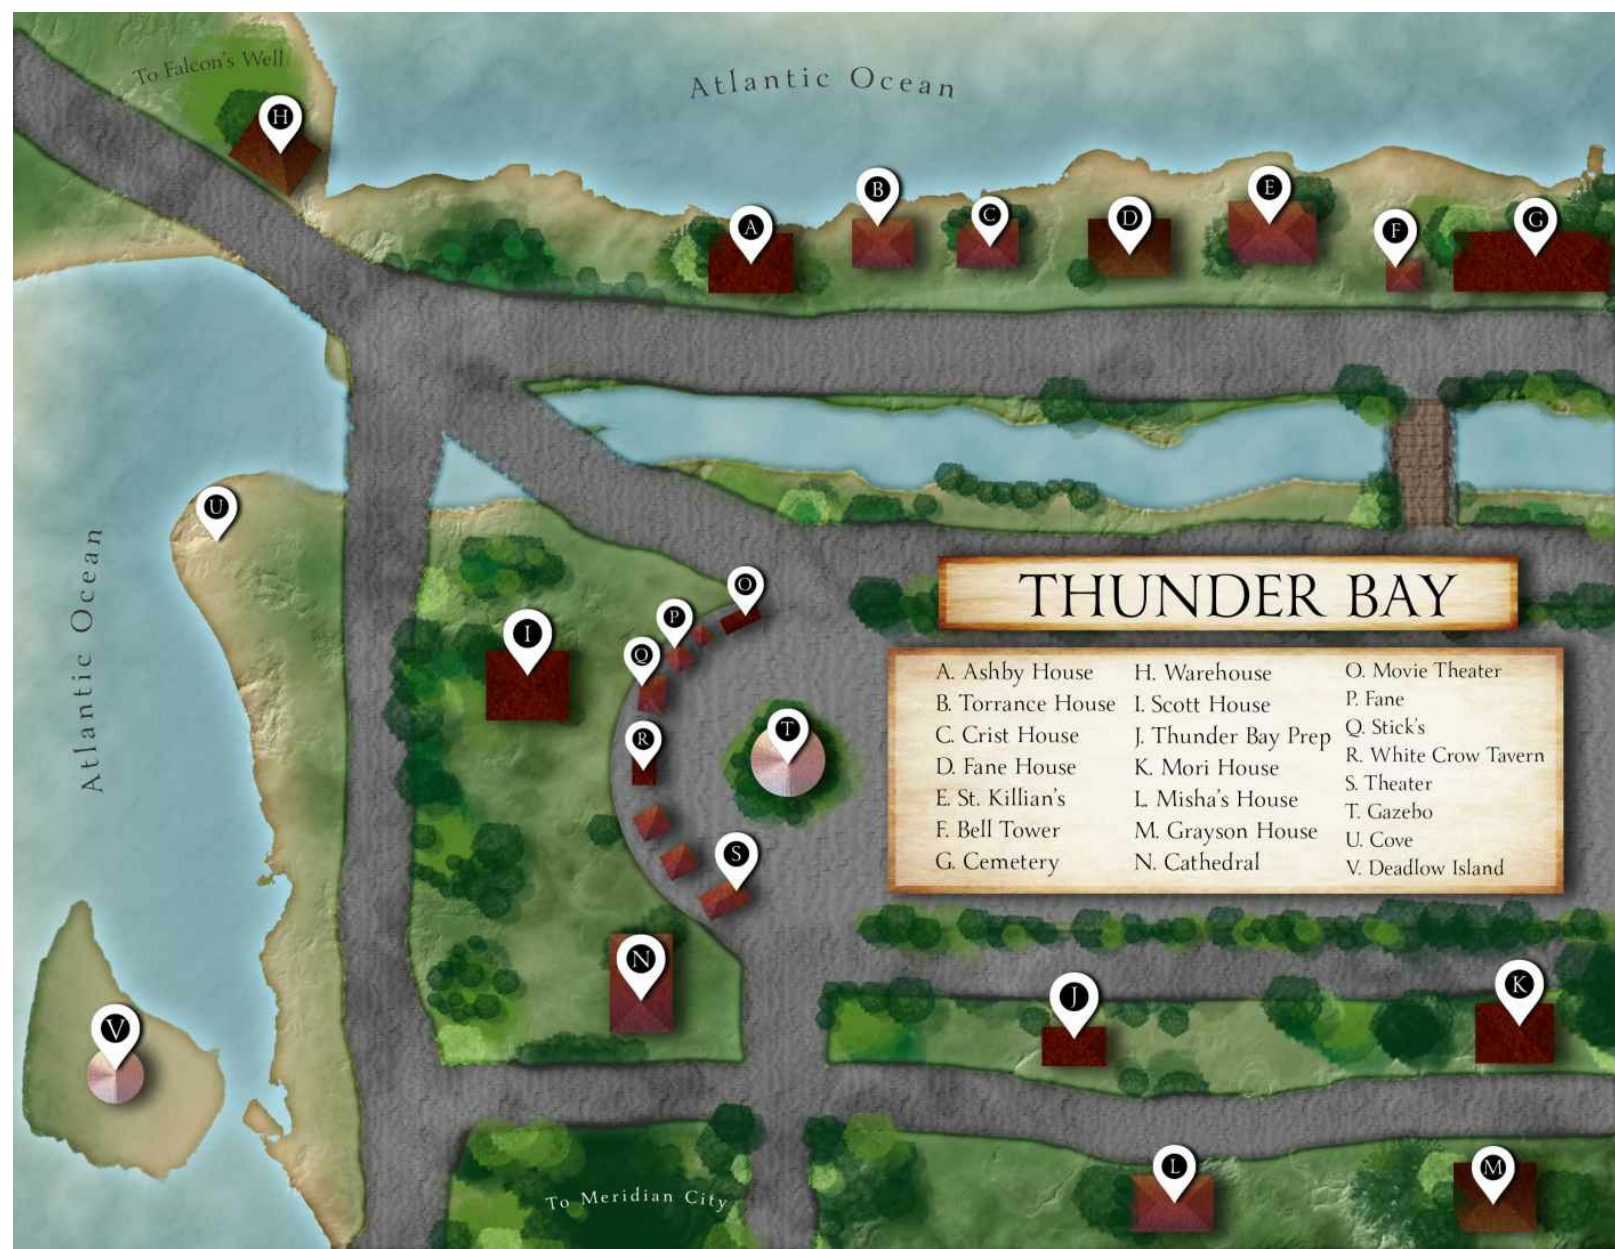 To Falcon's Well
Atlantic Ocean
H
A
B
C
D
E
F
G
Atlantic Ocean
U
I
O
P
Q
R
T
S
N
V
J
K
L
M
To Meridian City
THUNDER BAY
A. Ashby House
B. Torrance House
C. Crist House
D. Fane House
E. St. Killian's
F. Bell Tower
G. Cemetery
H. Warehouse
I. Scott House
J. Thunder Bay Prep
K. Mori House
L. Misha's House
M. Grayson House
N. Cathedral
O. Movie Theater
P. Fane
Q. Stick's
R. White Crow Tavern
S. Theater
T. Gazebo
U. Cove
V. Deadlow Island